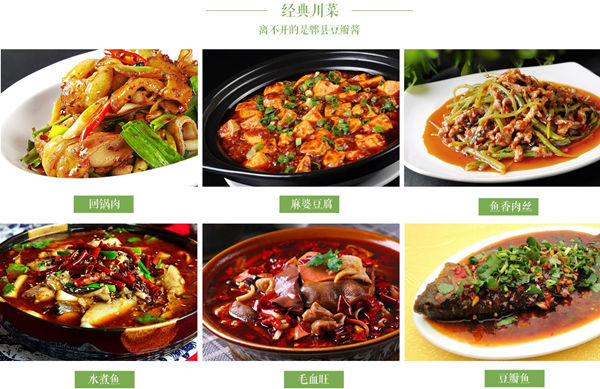 经典川菜
离不开的是郫县豆瓣酱
回锅肉
麻婆豆腐
鱼香肉丝
水煮鱼
毛血旺
豆瓣鱼